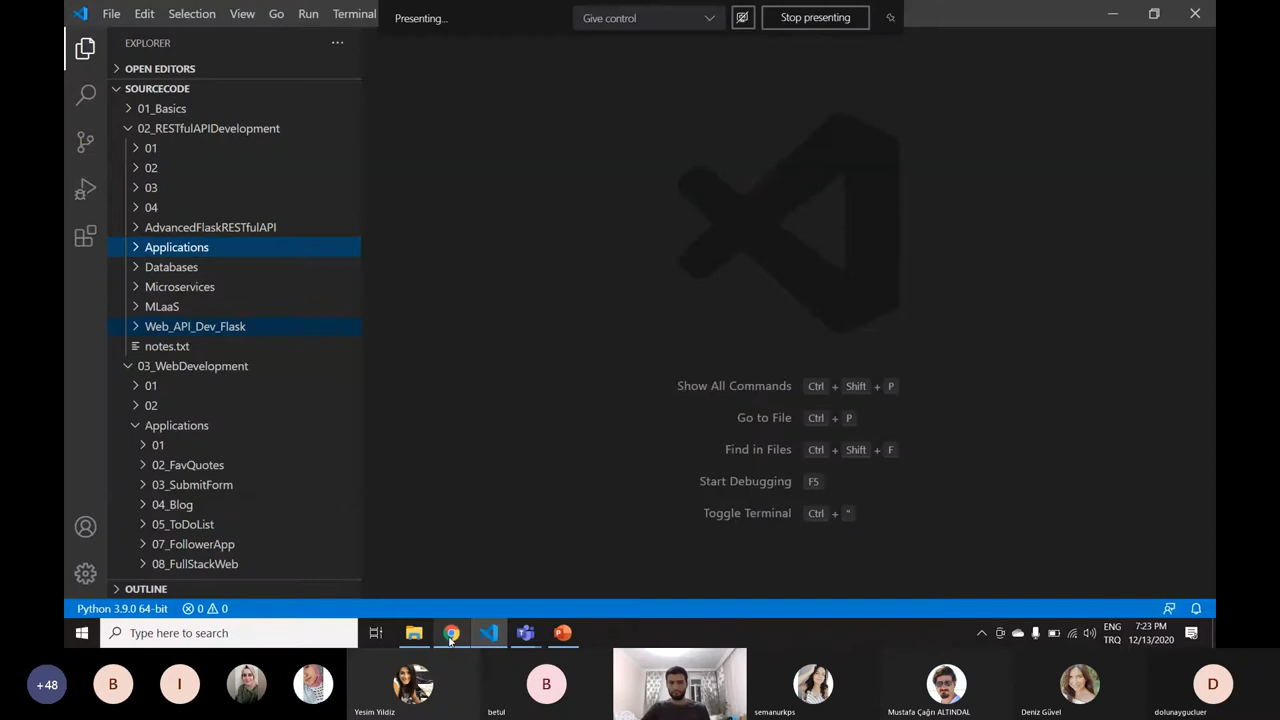 File Edit Selection View Go Run Terminal
Presenting...
Give control
Stop presenting
EXPLORER
OPEN EDITORS
SOURCECODE
01_Basics
02_RESTfulAPIDevelopment
01
02
03
04
AdvancedFlaskRESTfulAPI
Applications
Databases
Microservices
MLaaS
Web_API_Dev_Flask
notes.txt
03_WebDevelopment
01
02
Applications
01
02_FavQuotes
03_SubmitForm
04_Blog
05_ToDoList
07_FollowerApp
08_FullStackWeb
OUTLINE
Show All Commands Ctrl + Shift + P
Go to File Ctrl + P
Find in Files Ctrl + Shift + F
Start Debugging F5
Toggle Terminal Ctrl + "
Python 3.9.0 64-bit 0 0
Type here to search
ENG 7:23 PM
TRQ 12/13/2020
+48
B
I
Yesim Yildiz
B
betul
semanurkps
Mustafa Çağrı ALTINDAL
Deniz Güvel
D
dolunaygucluer